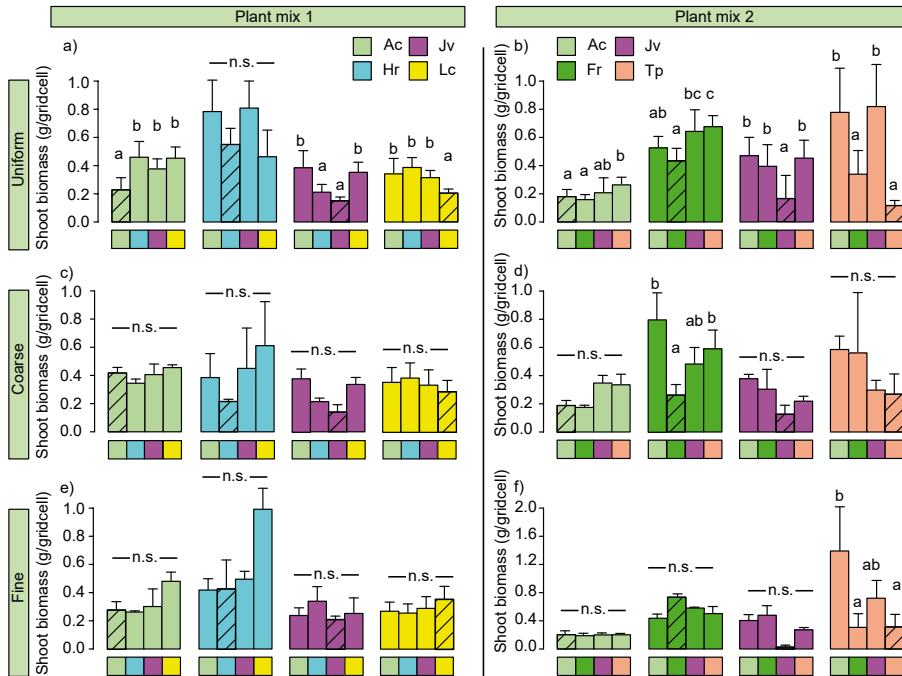 Plant mix 1
Plant mix 2
Uniform
a)
Ac
Jv
Hr
Lc
n.s.
Shoot biomass (g/gridcell)
1.0
0.8
0.6
0.4
0.2
0.0
a b b b
b a a b
b b b a
b)
Ac
Jv
Fr
Tp
Shoot biomass (g/gridcell)
1.0
0.8
0.6
0.4
0.2
0.0
a a ab b
ab a bc c
b b a b
b a b a
Coarse
c)
Shoot biomass (g/gridcell)
1.0
0.8
0.6
0.4
0.2
0.0
n.s.
n.s.
n.s.
n.s.
d)
Shoot biomass (g/gridcell)
1.0
0.8
0.6
0.4
0.2
0.0
n.s.
b a ab b
n.s.
n.s.
Fine
e)
Shoot biomass (g/gridcell)
1.0
0.8
0.6
0.4
0.2
0.0
n.s.
n.s.
n.s.
n.s.
f)
Shoot biomass (g/gridcell)
2.0
1.6
1.2
0.8
0.4
0.0
n.s.
n.s.
n.s.
b a ab a